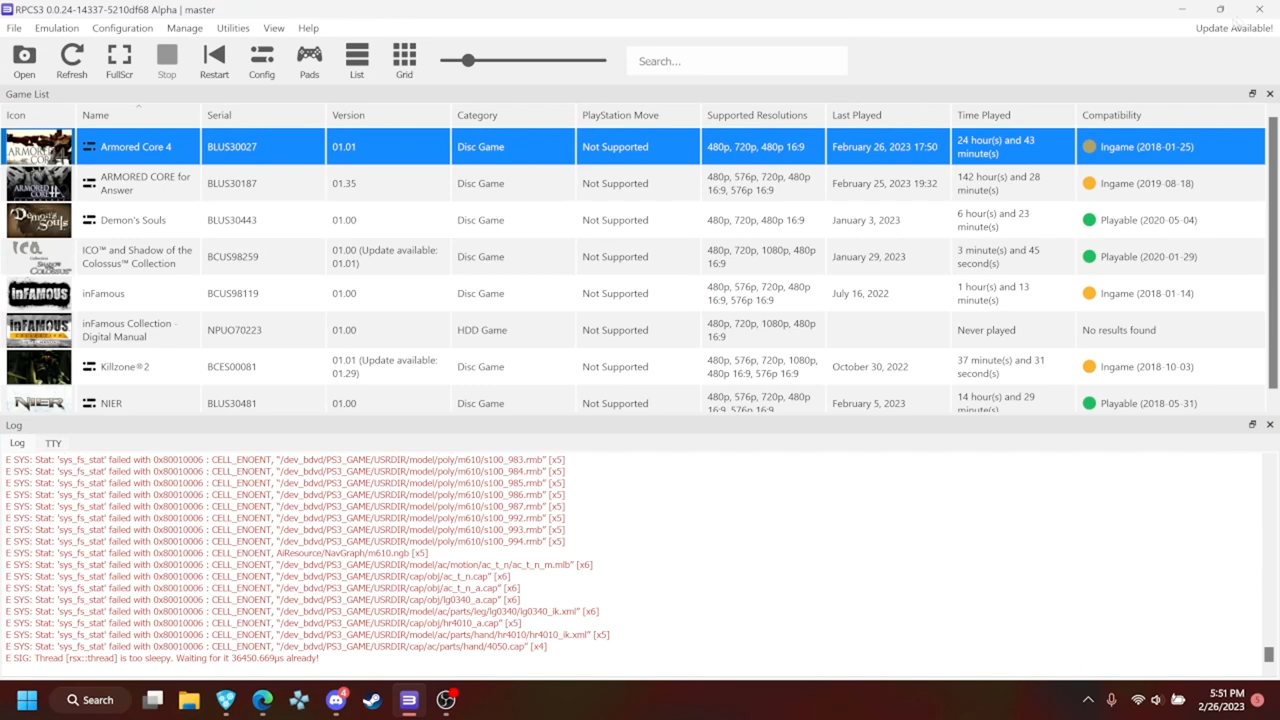 RPCS3 0.0.24-14337-5210df68 Alpha | master
File Emulation Configuration Manage Utilities View Help Update Available!
Open Refresh FullScr Stop Restart Config Pads List Grid Search...
Game List
Icon Name Serial Version Category PlayStation Move Supported Resolutions Last Played Time Played Compatibility
ARMORED CORE 4 Armored Core 4 BLUS30027 01.01 Disc Game Not Supported 480p, 720p, 480p 16:9 February 26, 2023 17:50 24 hour(s) and 43 minute(s) Ingame (2018-01-25)
ARMORED CORE for Answer BLUS30187 01.35 Disc Game Not Supported 480p, 576p, 720p, 480p 16:9, 576p 16:9 February 25, 2023 19:32 142 hour(s) and 28 minute(s) Ingame (2019-08-18)
Demon's Souls Demon's Souls BLUS30443 01.00 Disc Game Not Supported 480p, 720p, 480p 16:9 January 3, 2023 6 hour(s) and 23 minute(s) Playable (2020-05-04)
ICO SHADOW OF THE COLOSSUS ICO™ and Shadow of the Colossus™ Collection BCUS98259 01.00 (Update available: 01.01) Disc Game Not Supported 480p, 720p, 1080p, 480p 16:9 January 29, 2023 3 minute(s) and 45 second(s) Playable (2020-01-29)
inFAMOUS inFamous BCUS98119 01.00 Disc Game Not Supported 480p, 576p, 720p, 480p 16:9, 576p 16:9 July 16, 2022 1 hour(s) and 13 minute(s) Ingame (2018-01-14)
inFAMOUS COLLECTION inFamous Collection - Digital Manual NPUO70223 01.00 HDD Game Not Supported 480p, 720p, 1080p, 480p 16:9 Never played No results found
Killzone®2 BCES00081 01.01 (Update available: 01.29) Disc Game Not Supported 480p, 576p, 720p, 1080p, 480p 16:9, 576p 16:9 October 30, 2022 37 minute(s) and 31 second(s) Ingame (2018-10-03)
NIER NIER BLUS30481 01.00 Disc Game Not Supported 480p, 576p, 720p, 480p 16:9, 576p 16:9 February 5, 2023 14 hour(s) and 29 minute(s) Playable (2018-05-31)
Log
Log TTY
E SYS: Stat: 'sys_fs_stat' failed with 0x80010006 : CELL_ENOENT, “/dev_bdvd/PS3_GAME/USRDIR/model/poly/m610/s100_983.rmb” [x5]
E SYS: Stat: 'sys_fs_stat' failed with 0x80010006 : CELL_ENOENT, “/dev_bdvd/PS3_GAME/USRDIR/model/poly/m610/s100_984.rmb” [x5]
E SYS: Stat: 'sys_fs_stat' failed with 0x80010006 : CELL_ENOENT, “/dev_bdvd/PS3_GAME/USRDIR/model/poly/m610/s100_985.rmb” [x5]
E SYS: Stat: 'sys_fs_stat' failed with 0x80010006 : CELL_ENOENT, “/dev_bdvd/PS3_GAME/USRDIR/model/poly/m610/s100_986.rmb” [x5]
E SYS: Stat: 'sys_fs_stat' failed with 0x80010006 : CELL_ENOENT, “/dev_bdvd/PS3_GAME/USRDIR/model/poly/m610/s100_987.rmb” [x5]
E SYS: Stat: 'sys_fs_stat' failed with 0x80010006 : CELL_ENOENT, “/dev_bdvd/PS3_GAME/USRDIR/model/poly/m610/s100_992.rmb” [x5]
E SYS: Stat: 'sys_fs_stat' failed with 0x80010006 : CELL_ENOENT, “/dev_bdvd/PS3_GAME/USRDIR/model/poly/m610/s100_993.rmb” [x5]
E SYS: Stat: 'sys_fs_stat' failed with 0x80010006 : CELL_ENOENT, “/dev_bdvd/PS3_GAME/USRDIR/model/poly/m610/s100_994.rmb” [x5]
E SYS: Stat: 'sys_fs_stat' failed with 0x80010006 : CELL_ENOENT, AiResource/NavGraph/m610.ngb [x5]
E SYS: Stat: 'sys_fs_stat' failed with 0x80010006 : CELL_ENOENT, “/dev_bdvd/PS3_GAME/USRDIR/model/ac/motion/ac_t_n/ac_t_n_m.mlb” [x6]
E SYS: Stat: 'sys_fs_stat' failed with 0x80010006 : CELL_ENOENT, “/dev_bdvd/PS3_GAME/USRDIR/cap/obj/ac_t_n.cap” [x6]
E SYS: Stat: 'sys_fs_stat' failed with 0x80010006 : CELL_ENOENT, “/dev_bdvd/PS3_GAME/USRDIR/cap/obj/ac_t_n_a.cap” [x6]
E SYS: Stat: 'sys_fs_stat' failed with 0x80010006 : CELL_ENOENT, “/dev_bdvd/PS3_GAME/USRDIR/cap/obj/lg0340_a.cap” [x6]
E SYS: Stat: 'sys_fs_stat' failed with 0x80010006 : CELL_ENOENT, “/dev_bdvd/PS3_GAME/USRDIR/model/ac/parts/leg/lg0340/lg0340_ik.xml” [x6]
E SYS: Stat: 'sys_fs_stat' failed with 0x80010006 : CELL_ENOENT, “/dev_bdvd/PS3_GAME/USRDIR/cap/obj/hr4010_a.cap” [x5]
E SYS: Stat: 'sys_fs_stat' failed with 0x80010006 : CELL_ENOENT, “/dev_bdvd/PS3_GAME/USRDIR/model/ac/parts/hand/hr4010/hr4010_ik.xml” [x5]
E SYS: Stat: 'sys_fs_stat' failed with 0x80010006 : CELL_ENOENT, “/dev_bdvd/PS3_GAME/USRDIR/cap/ac/parts/hand/4050.cap” [x4]
E SIG: Thread [rsx::thread] is too sleepy. Waiting for it 36450.669µs already!
Search 4 5:51 PM
2/26/2023 5